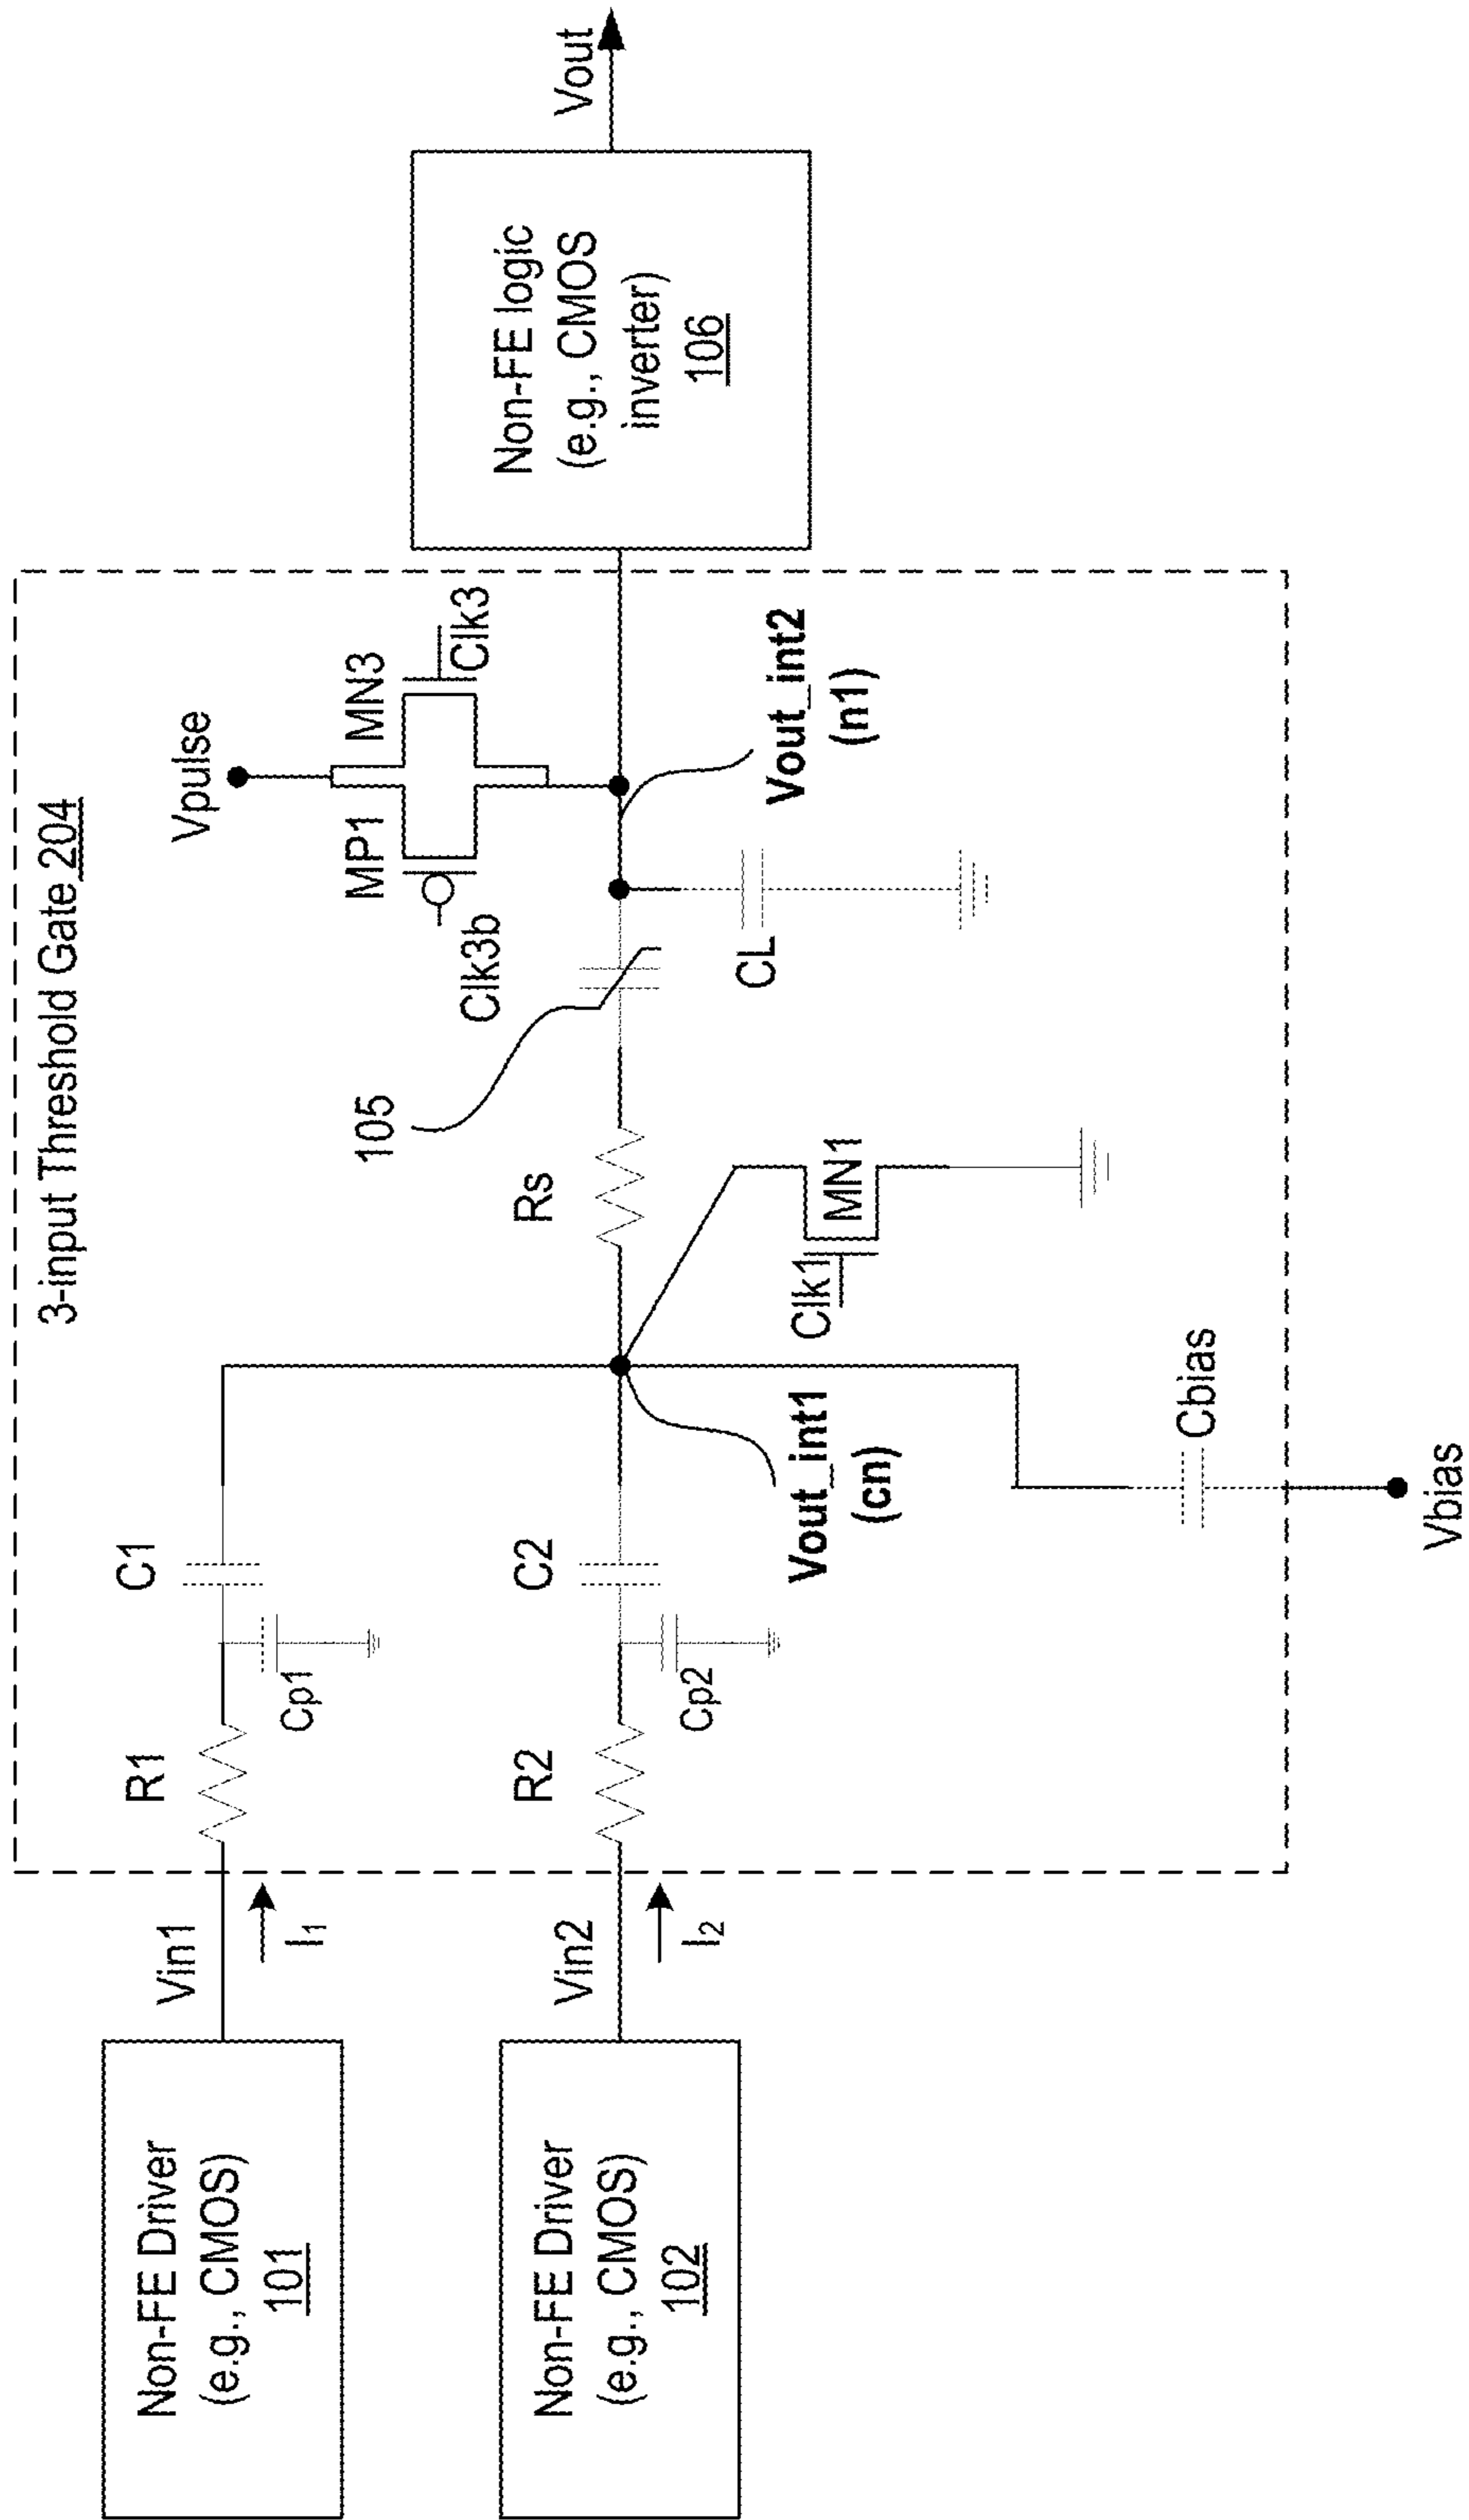 3-input Threshold Gate 204
Non-FE Driver
(e.g., CMOS)
101
Vin1
I1
R1
Cp1
C1
Non-FE Driver
(e.g., CMOS)
102
Vin2
I2
R2
Cp2
C2
Vout_int1
(cn)
Cbias
Vbias
Rs
Clk1
MN1
105
CL
Vpulse
MP1
MN3
Clk3b
Clk3
Vout_int2
(n1)
Non-FE logic
(e.g., CMOS
inverter)
106
Vout